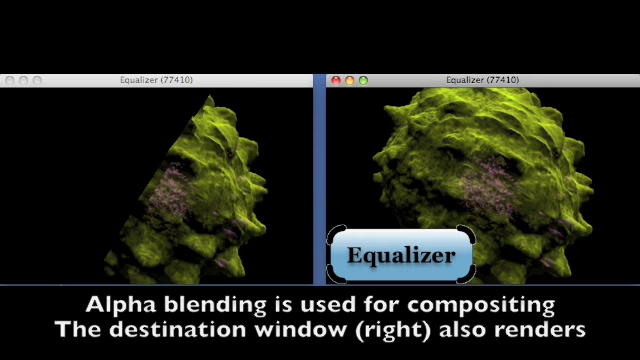 Equalizer (77410)
Equalizer (77410)
Equalizer
Alpha blending is used for compositing
The destination window (right) also renders